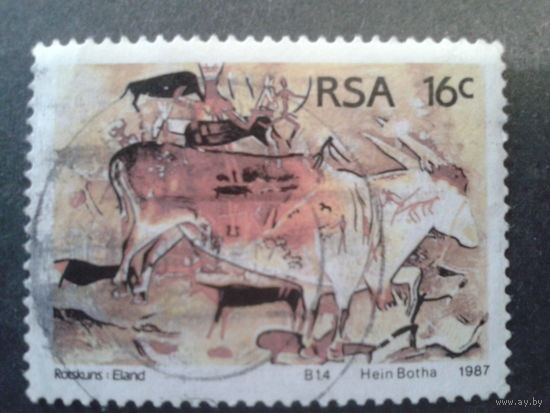 RSA 16c
Rotskuns : Eland B1.4 Hein Botha 1987
www.ay.by